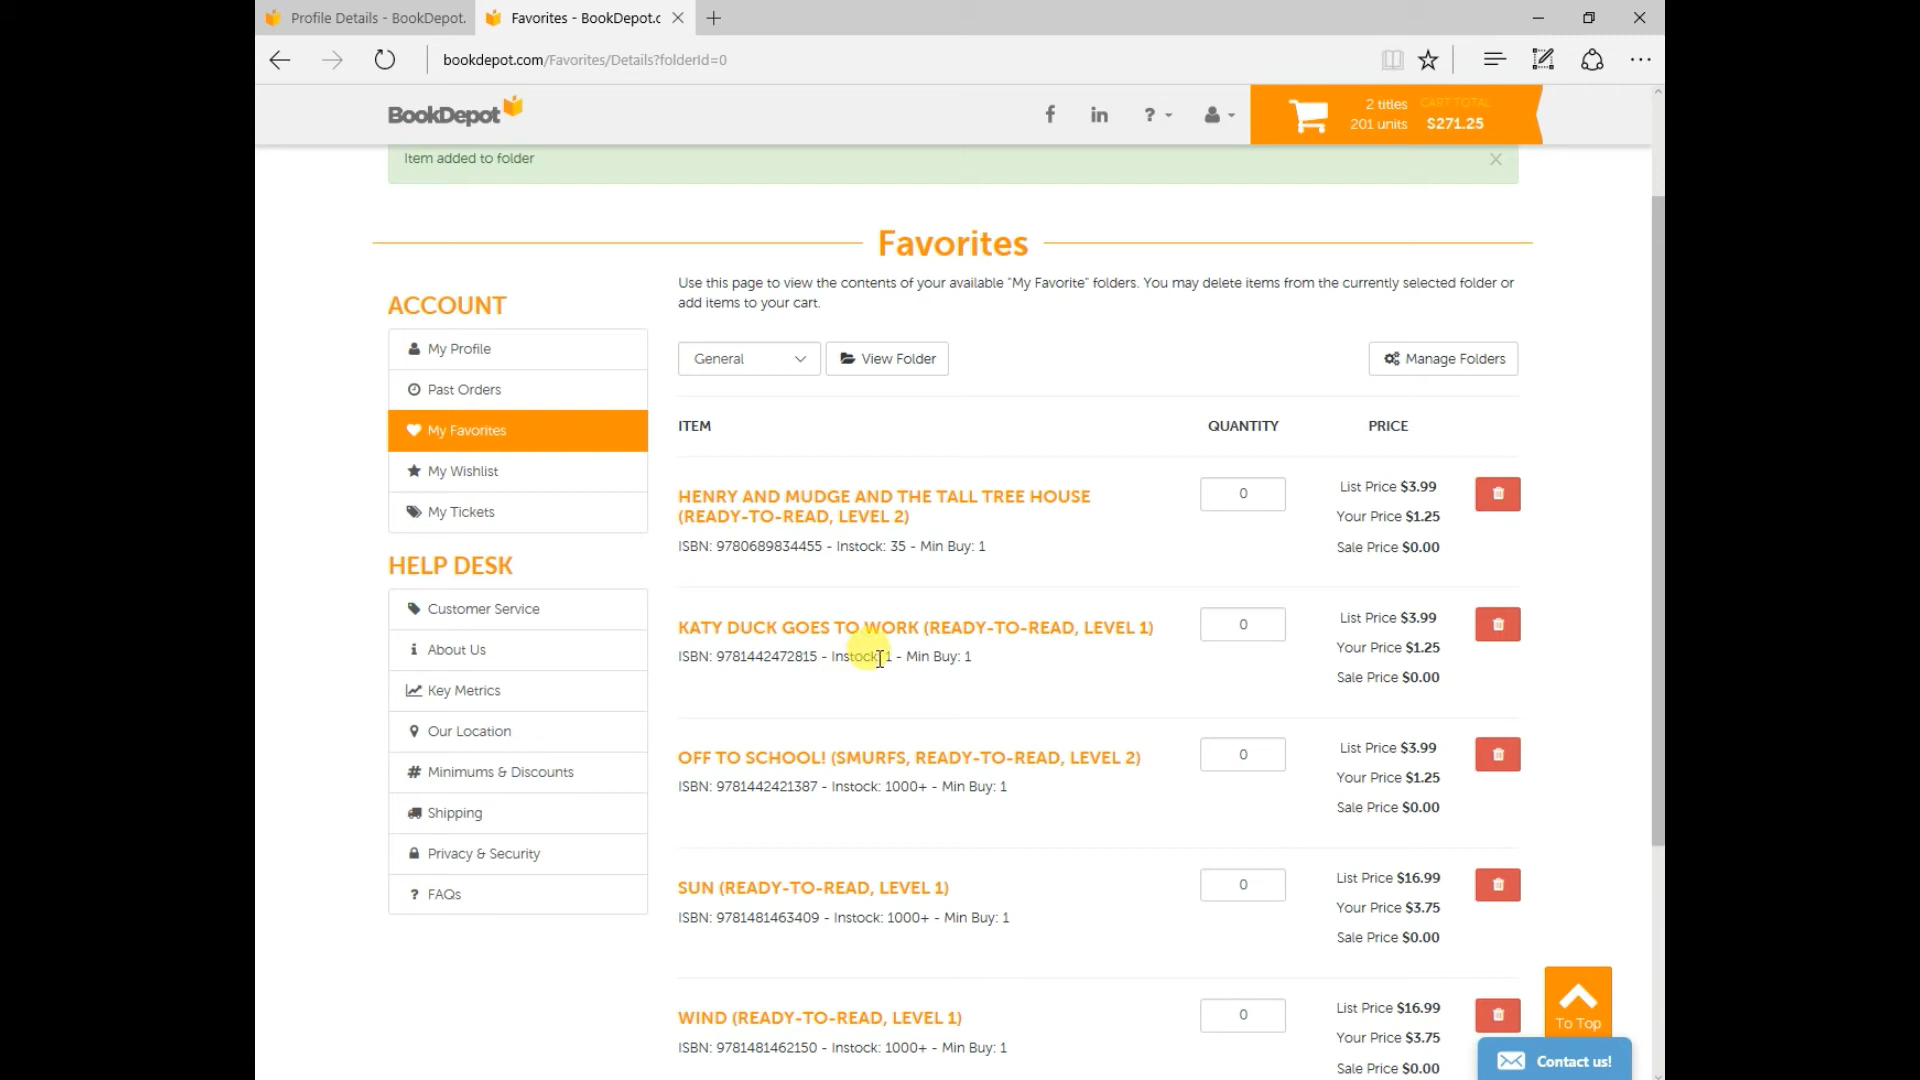 Profile Details - BookDepot.
Favorites - BookDepot.c
bookdepot.com/Favorites/Details?folderId=0
BookDepot
2 titles
CART TOTAL
201 units
$271.25
Item added to folder
Favorites
Use this page to view the contents of your available "My Favorite" folders. You may delete items from the currently selected folder or
add items to your cart.
ACCOUNT
My Profile
Past Orders
My Favorites
My Wishlist
My Tickets
HELP DESK
Customer Service
About Us
Key Metrics
Our Location
Minimums & Discounts
Shipping
Privacy & Security
FAQs
General
View Folder
Manage Folders
ITEM
QUANTITY
PRICE
HENRY AND MUDGE AND THE TALL TREE HOUSE
(READY-TO-READ, LEVEL 2)
ISBN: 9780689834455 - Instock: 35 - Min Buy: 1
0
List Price $3.99
Your Price $1.25
Sale Price $0.00
KATY DUCK GOES TO WORK (READY-TO-READ, LEVEL 1)
ISBN: 9781442472815 - Instock: 1 - Min Buy: 1
0
List Price $3.99
Your Price $1.25
Sale Price $0.00
OFF TO SCHOOL! (SMURFS, READY-TO-READ, LEVEL 2)
ISBN: 9781442421387 - Instock: 1000+ - Min Buy: 1
0
List Price $3.99
Your Price $1.25
Sale Price $0.00
SUN (READY-TO-READ, LEVEL 1)
ISBN: 9781481463409 - Instock: 1000+ - Min Buy: 1
0
List Price $16.99
Your Price $3.75
Sale Price $0.00
WIND (READY-TO-READ, LEVEL 1)
ISBN: 9781481462150 - Instock: 1000+ - Min Buy: 1
0
List Price $16.99
Your Price $3.75
Sale Price $0.00
To Top
Contact us!